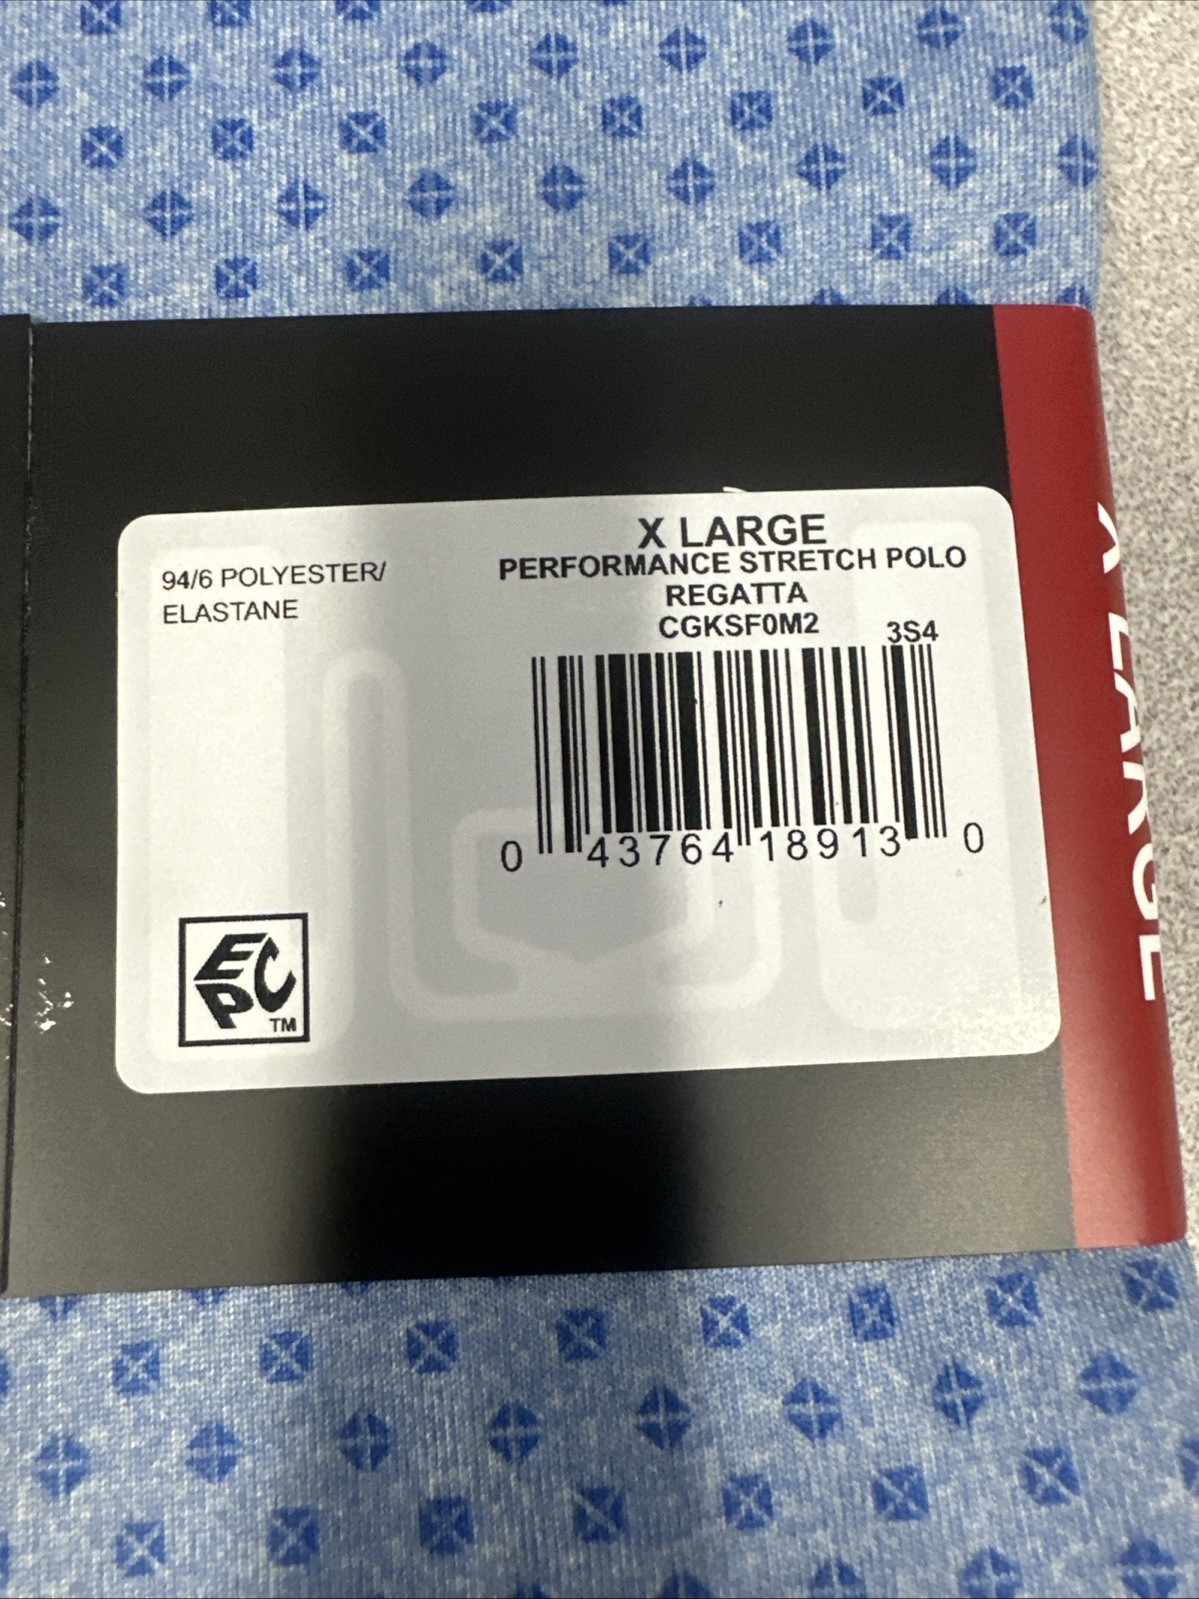 X LARGE
PERFORMANCE STRETCH POLO
REGATTA
CGKSF0M2
3S4
94/6 POLYESTER/
ELASTANE
0 43764 18913 0
EPC
TM
X LARGE